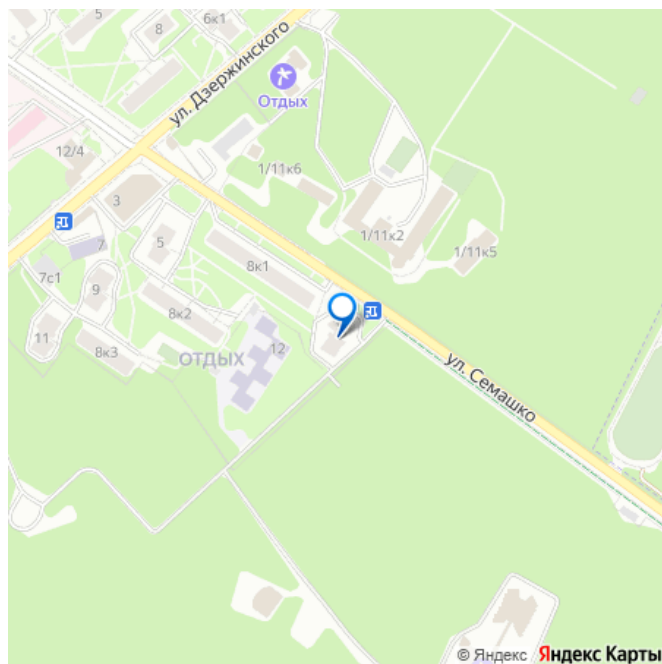 5
8
6к1
ул. Дзержинского
Отдых
12/4
1/11к6
3
1/11к2
1/11к5
5
7
8к1
7с1
9
8к2
11
8к3
ОТДЫХ
12
ул. Семашко
© Яндекс Яндекс Карты